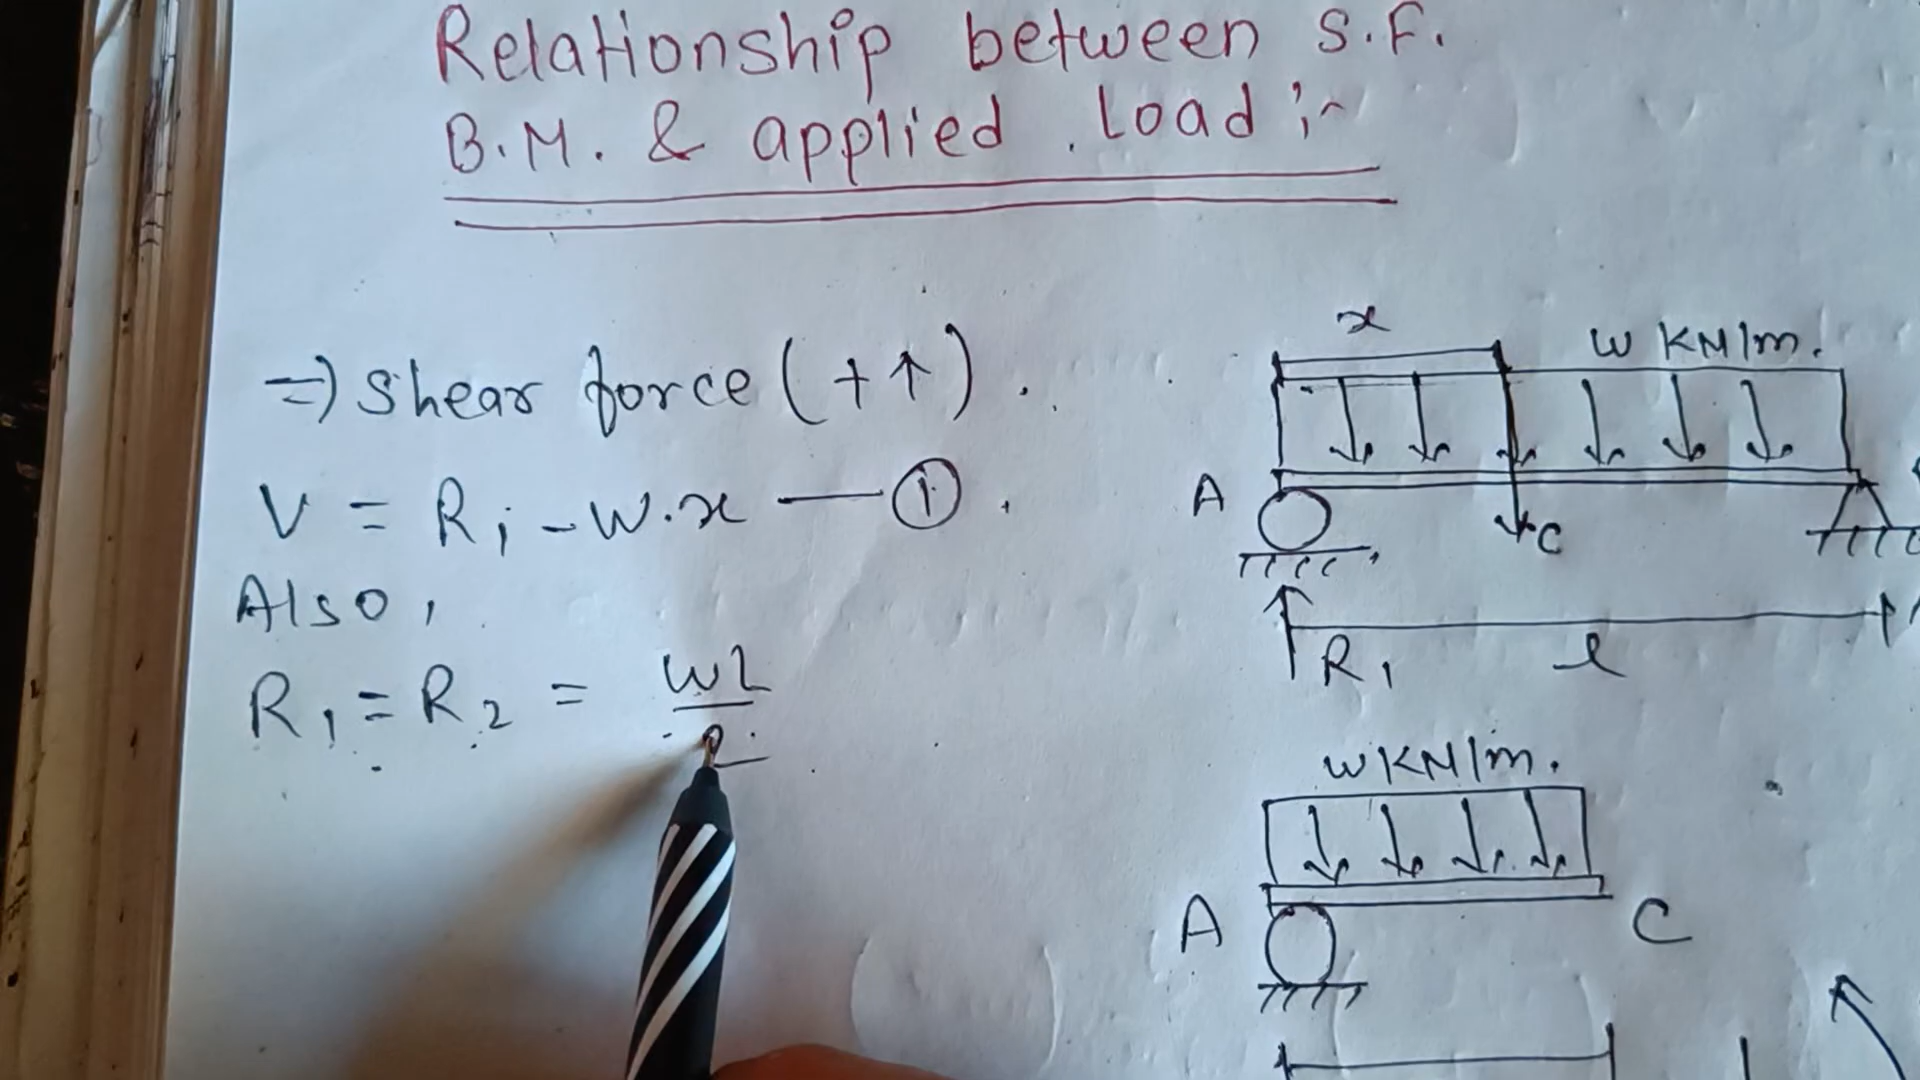 Relationship between S.F.
B.M. & applied Load :-
=) Shear force (+↑).
V = R1 - W.x — ①.
Also,
R1 = R2 = wl/2
x
W KN/m.
A
C
R1
l
W KN/m.
A
C